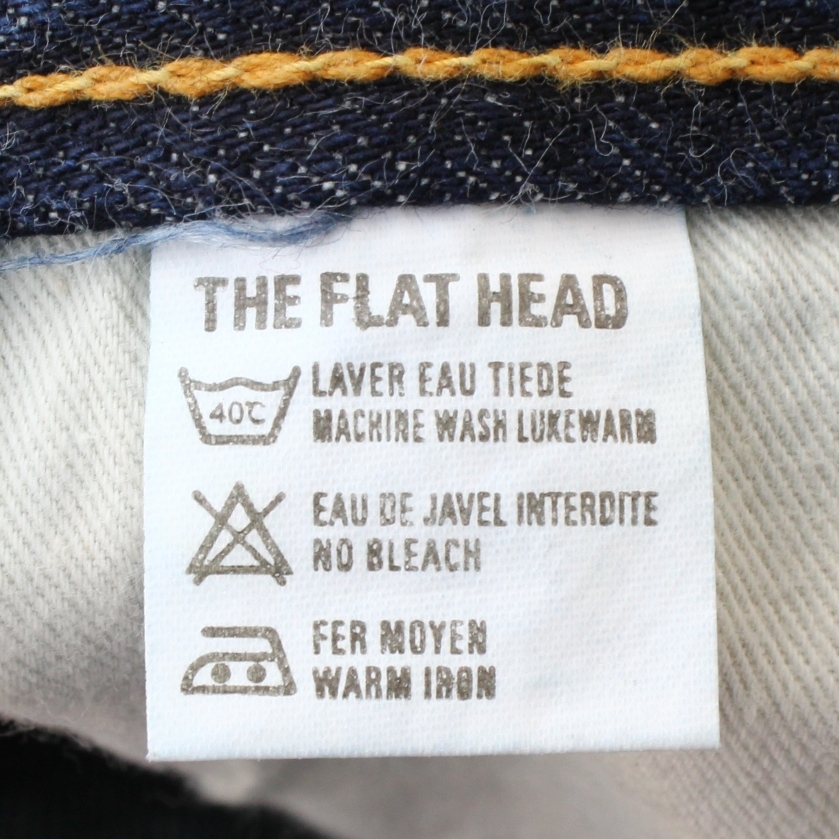 THE FLAT HEAD
40℃
LAVER EAU TIEDE
MACHINE WASH LUKEWARM
EAU DE JAVEL INTERDITE
NO BLEACH
FER MOYEN
WARM IRON